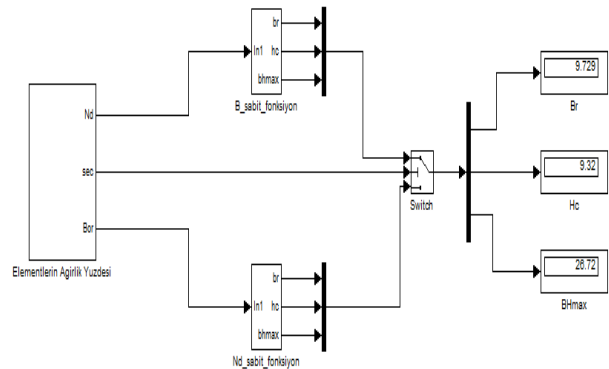 Nd
sec
Bor
Elementlerin Agirlik Yuzdesi
In1
br
hc
bhmax
B_sabit_fonksiyon
In1
br
hc
bhmax
Nd_sabit_fonksiyon
Switch
9.729
Br
9.32
Hc
26.72
BHmax